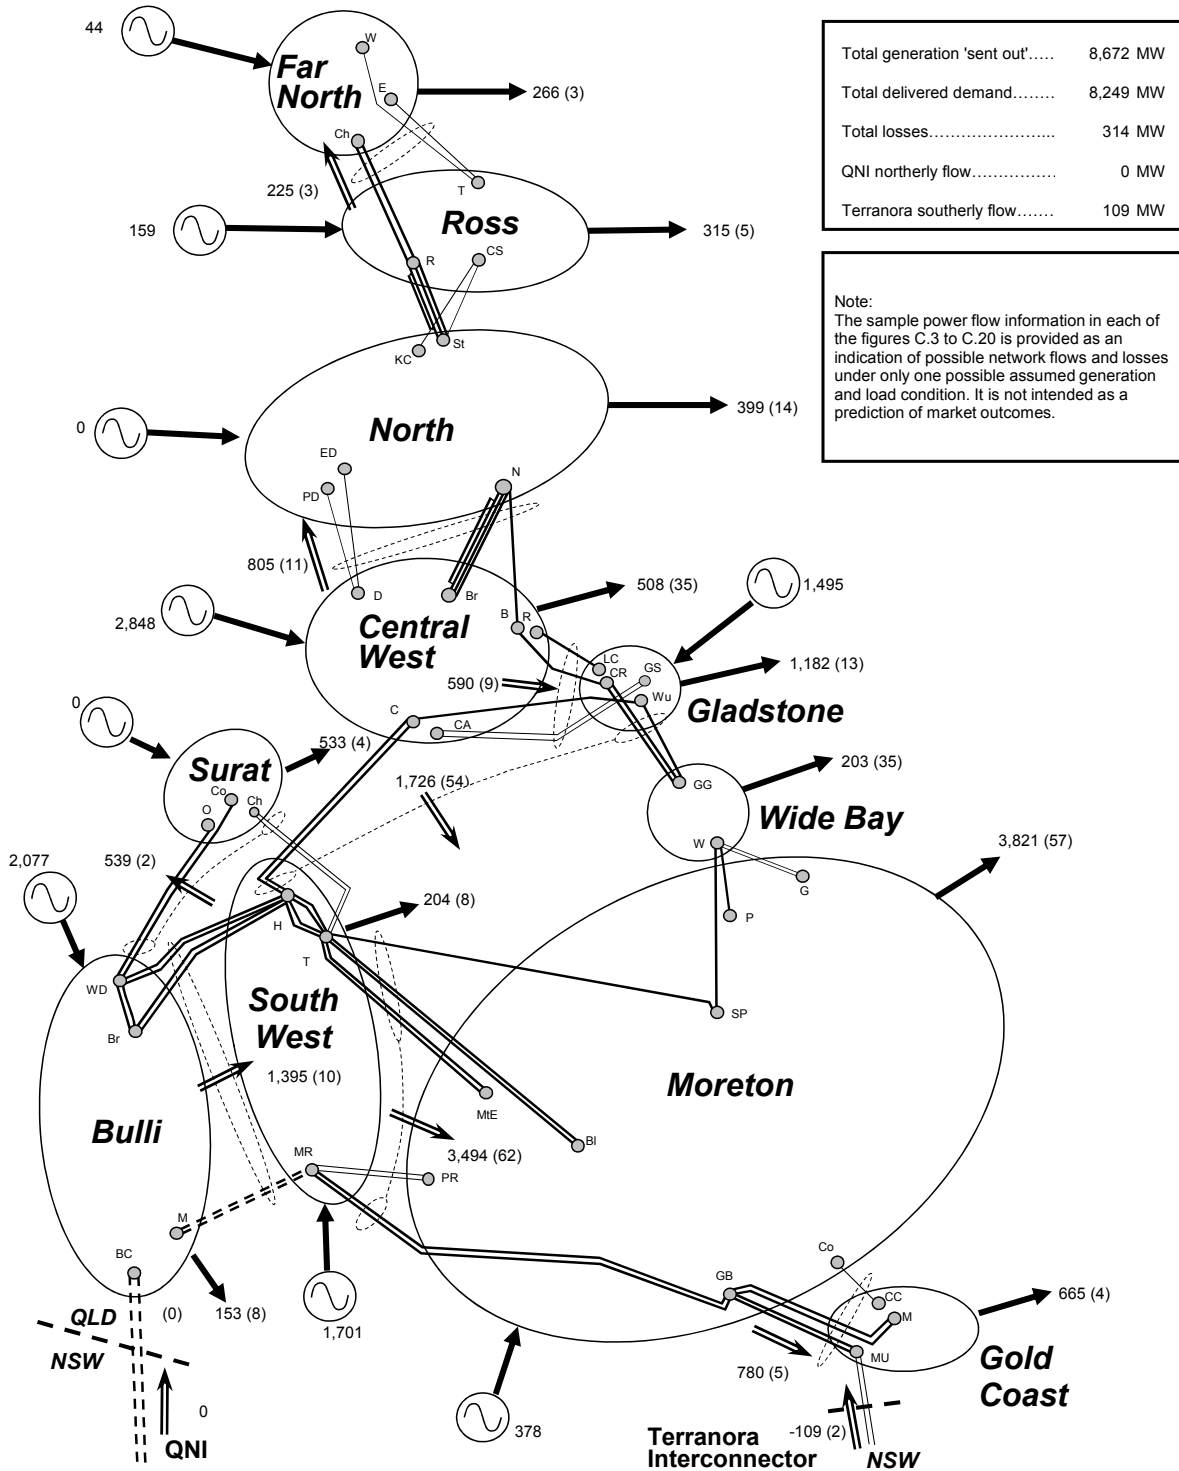 44
W
Far
North
E
266 (3)
Ch
225 (3)
T
159
Ross
315 (5)
CS
R
St
KC
0
North
399 (14)
ED
N
PD
805 (11)
D
Br
508 (35)
1,495
2,848
Central
West
B
R
LC
GS
CR
Wu
1,182 (13)
590 (9)
Gladstone
C
CA
0
533 (4)
Surat
Co
Ch
O
1,726 (54)
GG
203 (35)
Wide Bay
W
G
P
3,821 (57)
2,077
539 (2)
204 (8)
H
T
WD
Br
SP
South
West
1,395 (10)
Moreton
MtE
Bl
Bulli
3,494 (62)
MR
PR
M
BC
QLD
(0)
153 (8)
NSW
1,701
0
QNI
Co
GB
CC
M
MU
665 (4)
780 (5)
Gold
Coast
378
Terranora
Interconnector
-109 (2)
NSW
Total generation 'sent out'..... 8,672 MW
Total delivered demand........ 8,249 MW
Total losses........................ 314 MW
QNI northerly flow................ 0 MW
Terranora southerly flow....... 109 MW
Note:
The sample power flow information in each of
the figures C.3 to C.20 is provided as an
indication of possible network flows and losses
under only one possible assumed generation
and load condition. It is not intended as a
prediction of market outcomes.